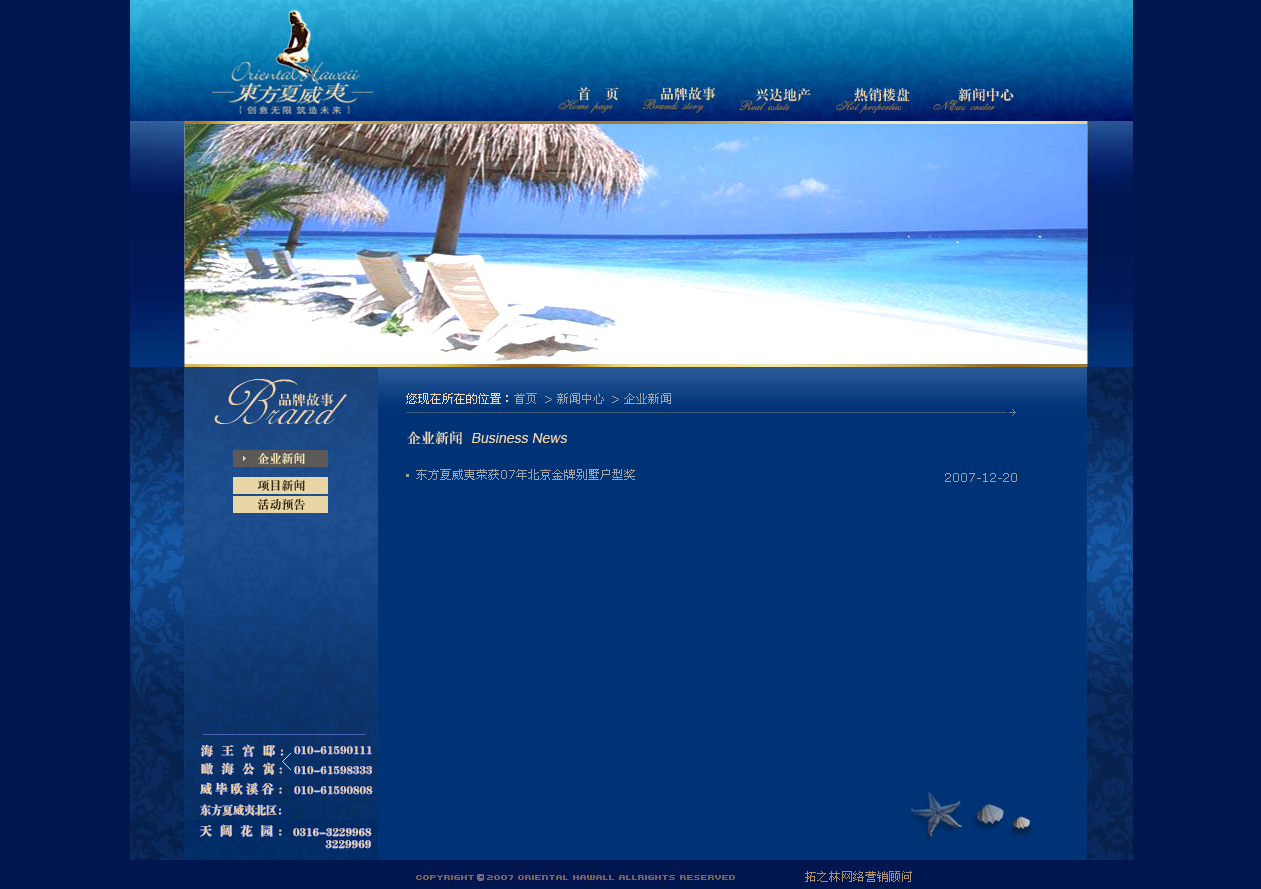 Oriental Hawaii
東方夏威夷
[ 创意无限 筑造未来 ]
首 页 品牌故事 兴达地产 热销楼盘 新闻中心
Home page Brands story Real estate Hot properties News cneter
品牌故事
Brand
企业新闻
项目新闻
活动预告
您现在所在的位置：首页 > 新闻中心 > 企业新闻
企业新闻 Business News
东方夏威夷荣获07年北京金牌别墅户型奖 2007-12-20
海王宫邸：010-61590111
瞰海公寓：010-61598333
威毕欧溪谷：010-61590808
东方夏威夷北区：
天阔花园：0316-3229968
3229969
COPYRIGHT © 2007 ORIENTAL HAWALL ALLRIGHTS RESERVED 拓之林网络营销顾问